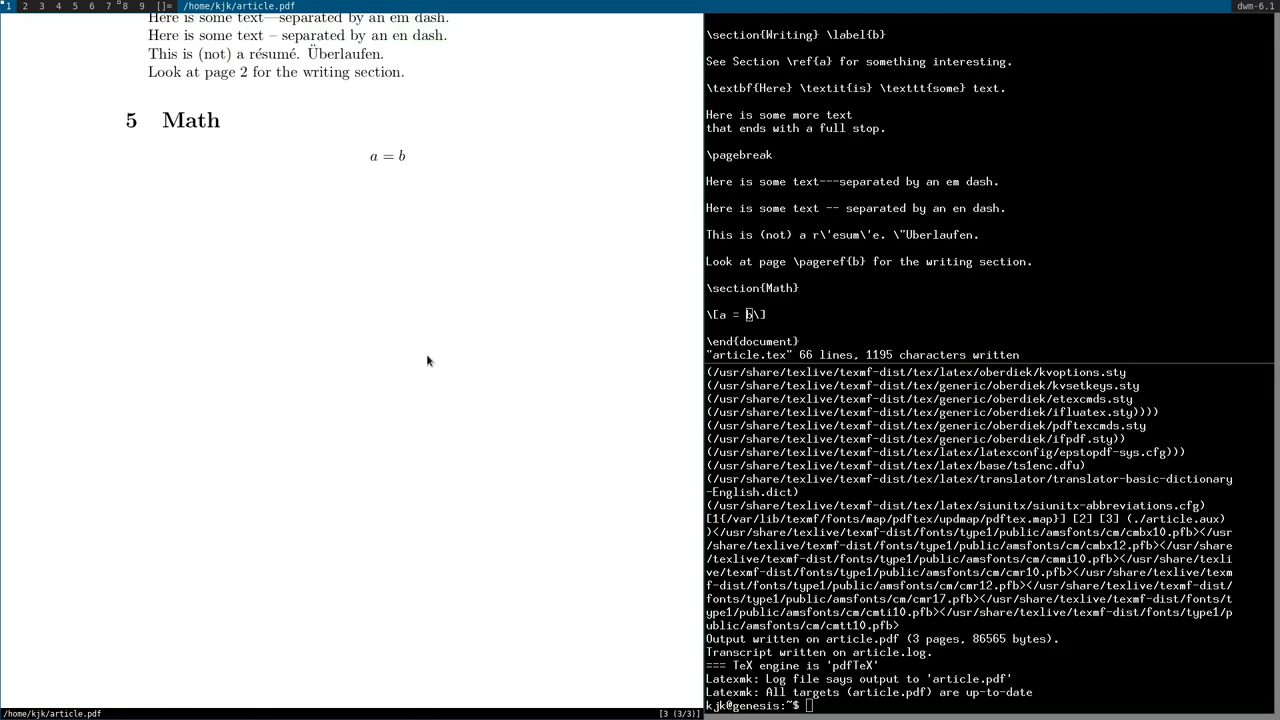 1 2 3 4 5 6 7 8 9 []= /home/kjk/article.pdf dwm-6.1
Here is some text—separated by an em dash.
Here is some text – separated by an en dash.
This is (not) a résumé. Überlaufen.
Look at page 2 for the writing section.
5 Math
a = b
/home/kjk/article.pdf [3 (3/3)]
\section{Writing} \label{b}
See Section \ref{a} for something interesting.
\textbf{Here} \textit{is} \texttt{some} text.
Here is some more text
that ends with a full stop.
\pagebreak
Here is some text---separated by an em dash.
Here is some text -- separated by an en dash.
This is (not) a r\'esum\'e. \"Uberlaufen.
Look at page \pageref{b} for the writing section.
\section{Math}
\[a = b\]
\end{document}
"article.tex" 66 lines, 1195 characters written
(/usr/share/texlive/texmf-dist/tex/latex/oberdiek/kvoptions.sty
(/usr/share/texlive/texmf-dist/tex/generic/oberdiek/kvsetkeys.sty
(/usr/share/texlive/texmf-dist/tex/generic/oberdiek/etexcmds.sty
(/usr/share/texlive/texmf-dist/tex/generic/oberdiek/ifluatex.sty))))
(/usr/share/texlive/texmf-dist/tex/generic/oberdiek/pdftexcmds.sty
(/usr/share/texlive/texmf-dist/tex/generic/oberdiek/ifpdf.sty))
(/usr/share/texlive/texmf-dist/tex/latex/latexconfig/epstopdf-sys.cfg)))
(/usr/share/texlive/texmf-dist/tex/latex/base/ts1enc.dfu)
(/usr/share/texlive/texmf-dist/tex/latex/translator/translator-basic-dictionary
-English.dict)
(/usr/share/texlive/texmf-dist/tex/latex/siunitx/siunitx-abbreviations.cfg)
[1{/var/lib/texmf/fonts/map/pdftex/updmap/pdftex.map}] [2] [3] (./article.aux)
)</usr/share/texlive/texmf-dist/fonts/type1/public/amsfonts/cm/cmbx10.pfb></usr
/share/texlive/texmf-dist/fonts/type1/public/amsfonts/cm/cmbx12.pfb></usr/share
/texlive/texmf-dist/fonts/type1/public/amsfonts/cm/cmmi10.pfb></usr/share/texli
ve/texmf-dist/fonts/type1/public/amsfonts/cm/cmr10.pfb></usr/share/texlive/texm
f-dist/fonts/type1/public/amsfonts/cm/cmr12.pfb></usr/share/texlive/texmf-dist/
fonts/type1/public/amsfonts/cm/cmr17.pfb></usr/share/texlive/texmf-dist/fonts/t
ype1/public/amsfonts/cm/cmti10.pfb></usr/share/texlive/texmf-dist/fonts/type1/p
ublic/amsfonts/cm/cmtt10.pfb>
Output written on article.pdf (3 pages, 86565 bytes).
Transcript written on article.log.
=== TeX engine is 'pdfTeX'
Latexmk: Log file says output to 'article.pdf'
Latexmk: All targets (article.pdf) are up-to-date
kjk@genesis:~$